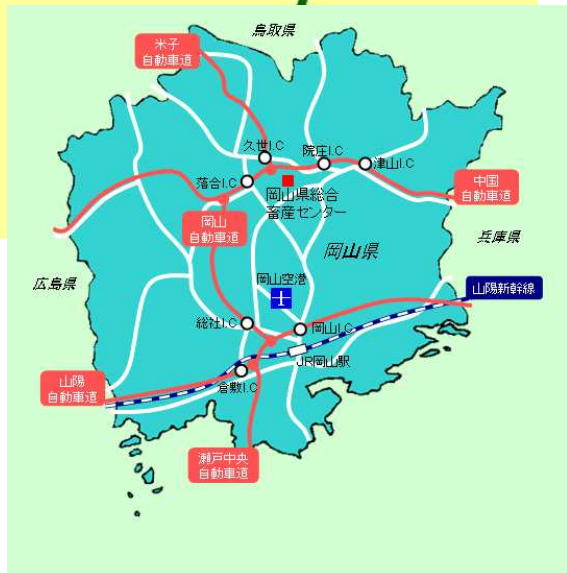 鳥取県
米子
自動車道
久世I.C
院庄I.C
津山I.C
落合I.C
岡山県総合
畜産センター
中国
自動車道
岡山
自動車道
岡山県
兵庫県
広島県
岡山空港
山陽新幹線
総社I.C
岡山I.C
JR岡山駅
倉敷I.C
山陽
自動車道
瀬戸中央
自動車道